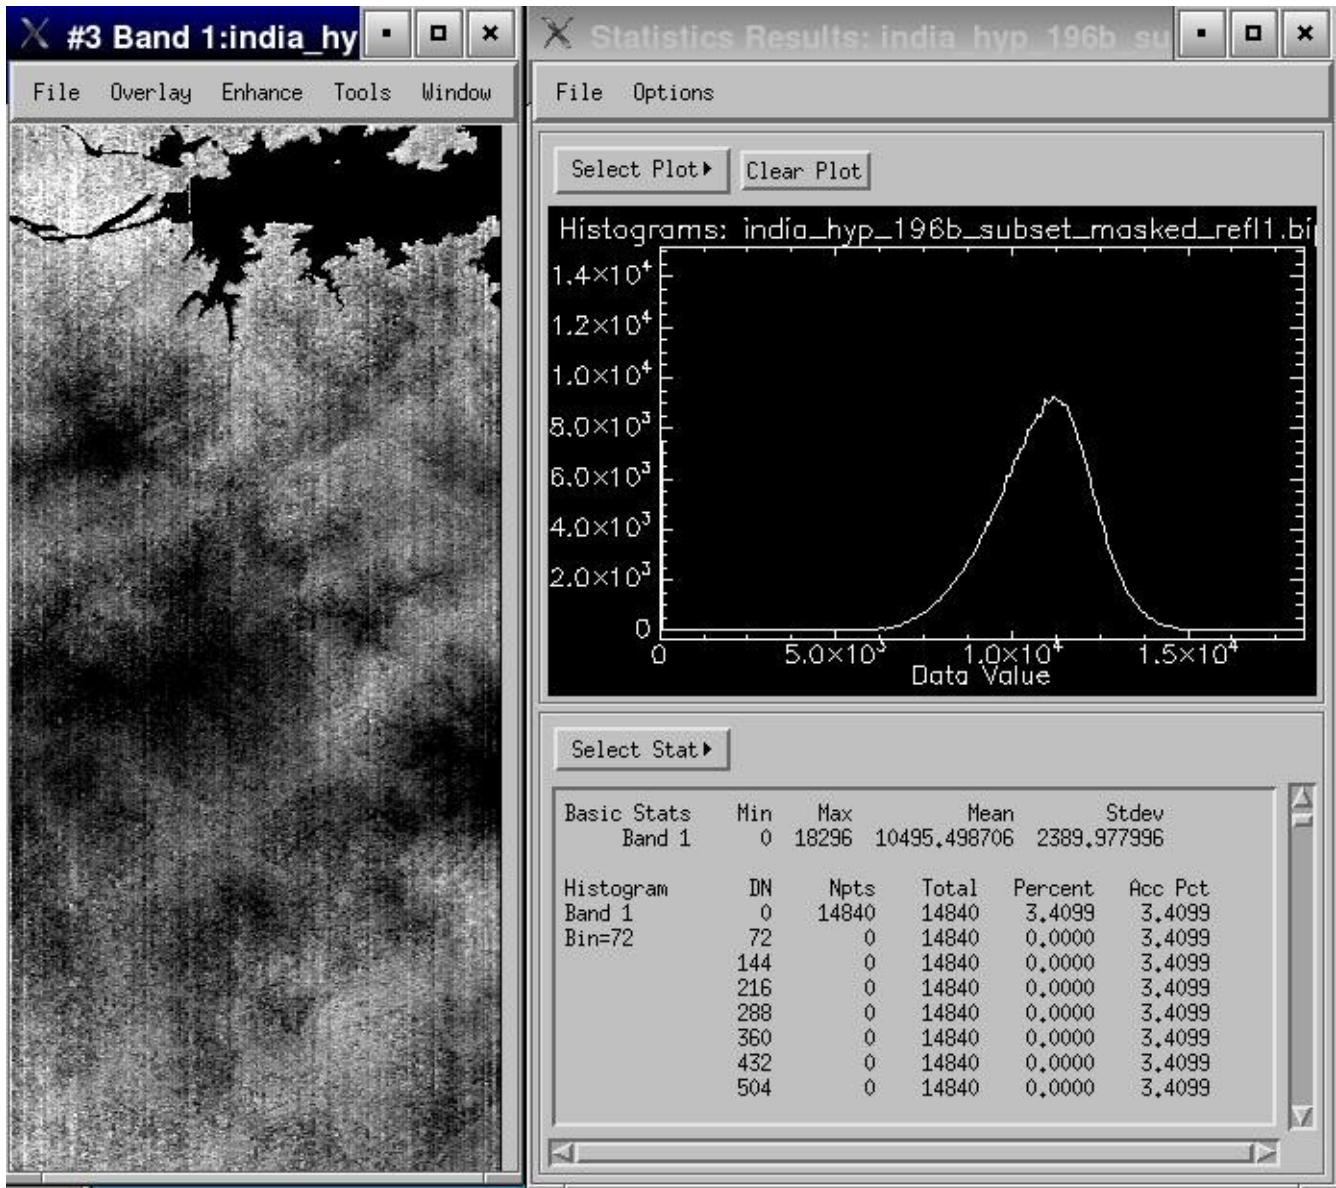 #3 Band 1:india_hy
File Overlay Enhance Tools Window
Statistics Results: india_hyp_196b_su
File Options
Select Plot
Clear Plot
Histograms: india_hyp_196b_subset_masked_refl1.bi
1.4×10⁴
1.2×10⁴
1.0×10⁴
8.0×10³
6.0×10³
4.0×10³
2.0×10³
0
0 5.0×10³ 1.0×10⁴ 1.5×10⁴
Data Value
Select Stat
Basic Stats Min Max Mean Stdev
Band 1 0 18296 10495.498706 2389.977996
Histogram DN Npts Total Percent Acc Pct
Band 1 0 14840 14840 3.4099 3.4099
Bin=72 72 0 14840 0.0000 3.4099
144 0 14840 0.0000 3.4099
216 0 14840 0.0000 3.4099
288 0 14840 0.0000 3.4099
360 0 14840 0.0000 3.4099
432 0 14840 0.0000 3.4099
504 0 14840 0.0000 3.4099